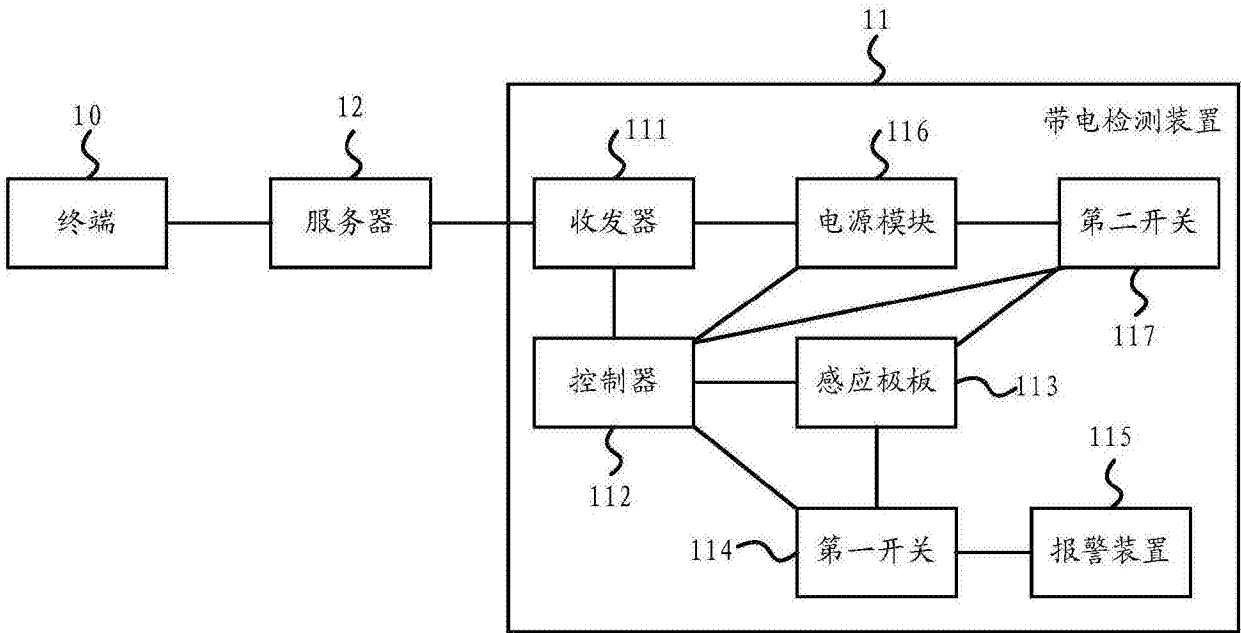 11
带电检测装置
10
12
111
116
终端
服务器
收发器
电源模块
第二开关
117
控制器
感应极板
113
112
115
114
第一开关
报警装置